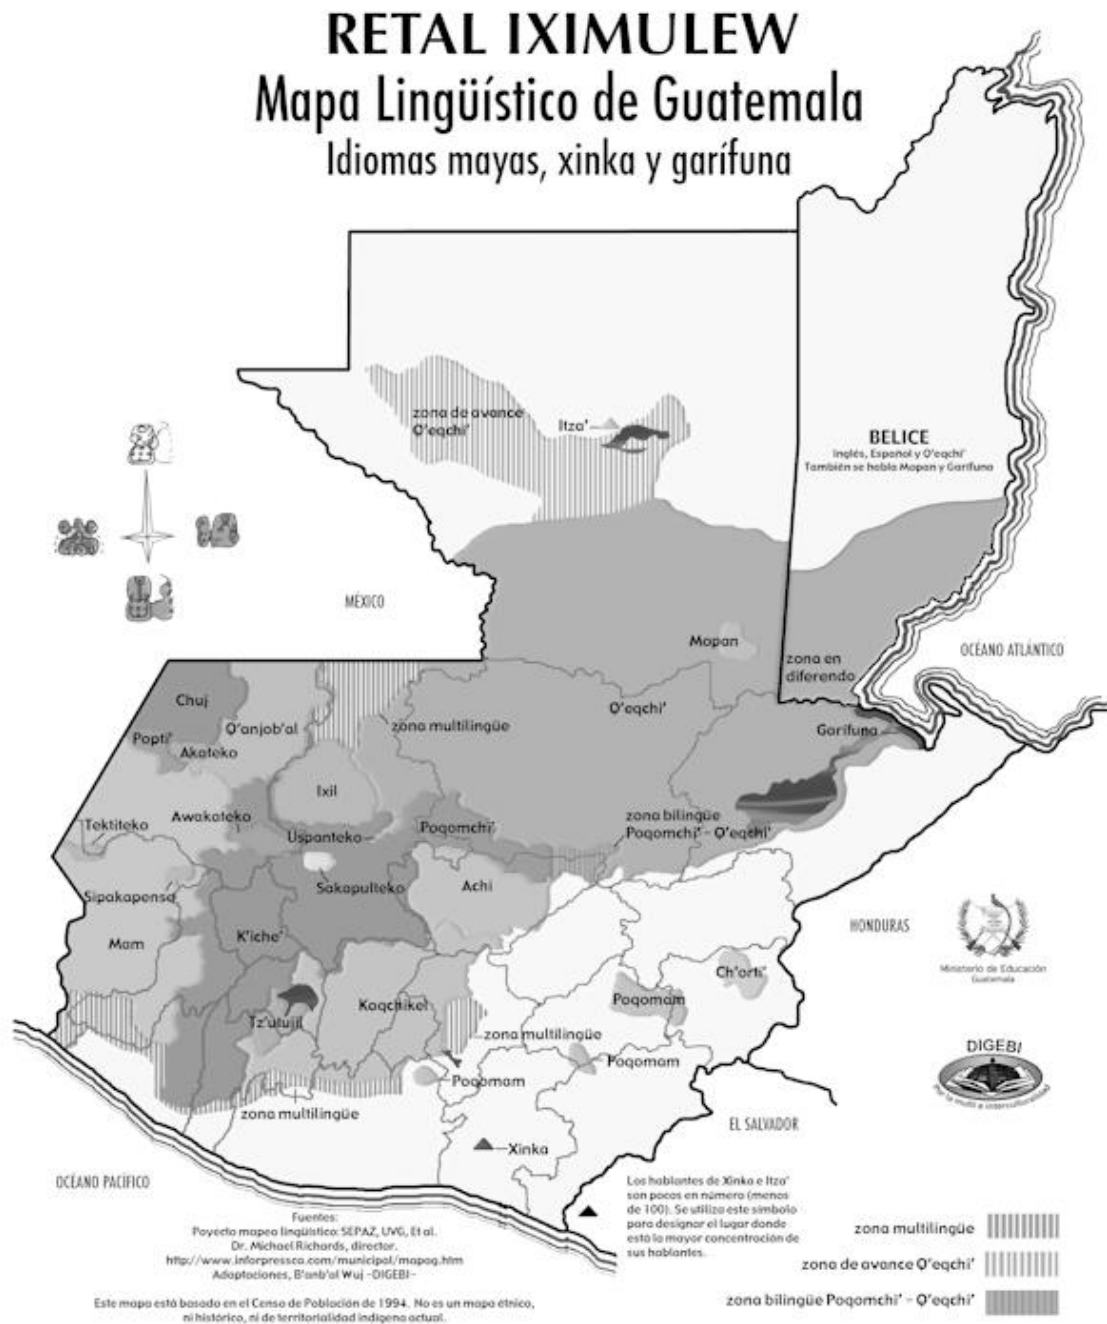 RETAL IXIMULEW
Mapa Lingüístico de Guatemala
Idiomas mayas, xinka y garífuna
zona de avance
Q'eqchi'
Itza'
BELICE
Inglés, Español y Q'eqchi'
También se habla Mopan y Garífuna
MÉXICO
OCÉANO ATLÁNTICO
Mopan
zona en
diferendo
Chuj
Q'anjob'al
Popti'
Akateko
zona multilingüe
Q'eqchi'
Garífuna
Ixil
Awakateko
Tektiteko
Uspanteko
Poqomchi'
zona bilingüe
Poqomchi' - Q'eqchi'
Sipakapense
Sakapulteko
Achi
Mam
K'iche'
HONDURAS
Ministerio de Educación
Guatemala
Ch'orti'
Poqomam
Kaqchikel
Tz'utujil
zona multilingüe
Poqomam
Poqomam
DIGEBI
Por la multi e interculturalidad
zona multilingüe
Xinka
EL SALVADOR
OCÉANO PACÍFICO
Los hablantes de Xinka e Itza'
son pocos en número (menos
de 100). Se utiliza este símbolo
para designar el lugar donde
está la mayor concentración de
sus hablantes.
Fuentes:
Poyecto mapeo lingüístico: SEPAZ, UVG, Et al.
Dr. Michael Richards, director.
http://www.inforpressca.com/municipal/mapag.htm
Adaptaciones, B'anb'al Wuj -DIGEBI-
Este mapa está basado en el Censo de Población de 1994. No es un mapa étnico,
ni histórico, ni de territorialidad indígena actual.
zona multilingüe
zona de avance Q'eqchi'
zona bilingüe Poqomchi' - Q'eqchi'